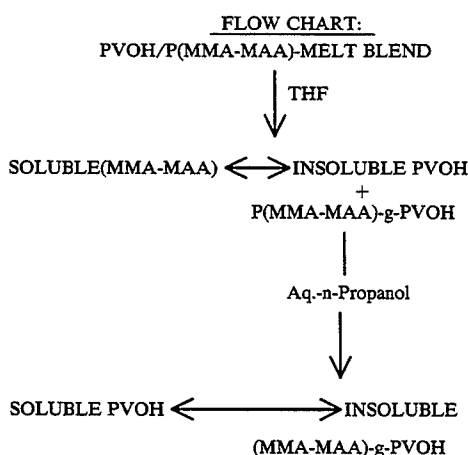 FLOW CHART:
PVOH/P(MMA-MAA)-MELT BLEND
THF
SOLUBLE(MMA-MAA) INSOLUBLE PVOH
+
P(MMA-MAA)-g-PVOH
Aq.-n-Propanol
SOLUBLE PVOH INSOLUBLE
(MMA-MAA)-g-PVOH